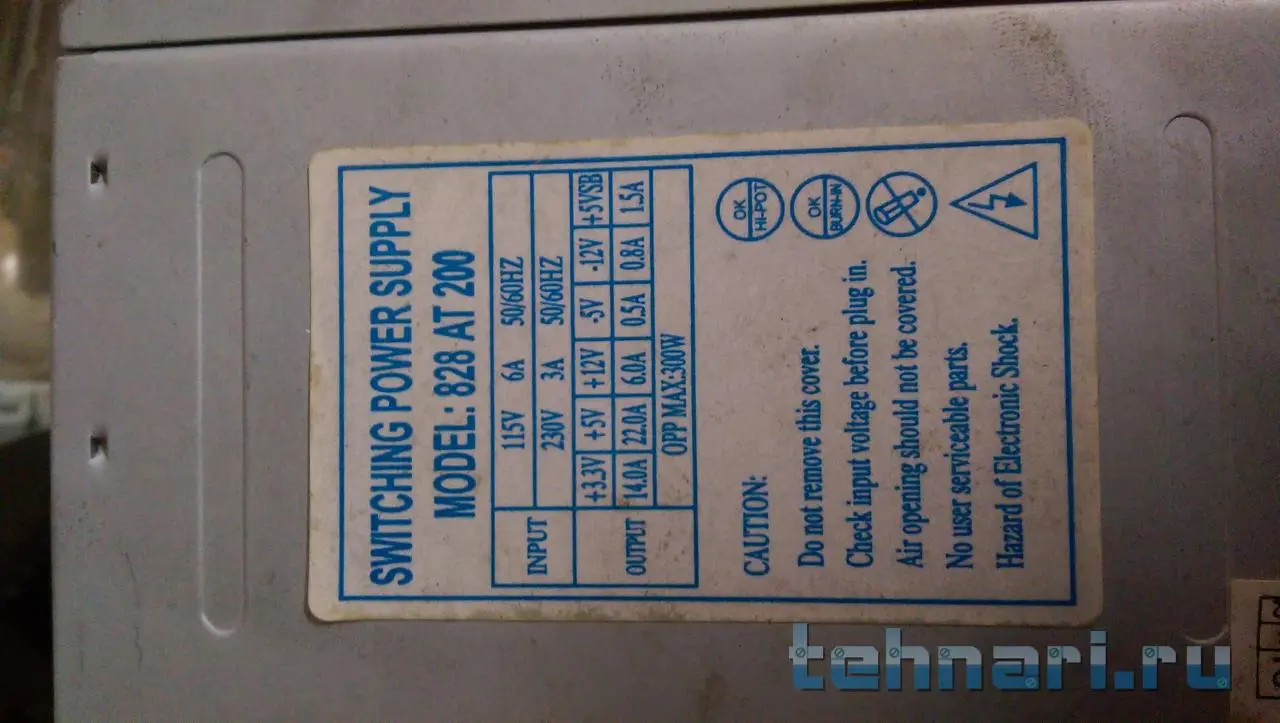 SWITCHING POWER SUPPLY
MODEL: 828 AT 200
INPUT 115V 6A 50/60HZ
230V 3A 50/60HZ
OUTPUT +3.3V +5V +12V -5V -12V +5VSB
14.0A 22.0A 6.0A 0.5A 0.8A 1.5A
OPP MAX:300W
CAUTION:
Do not remove this cover.
Check input voltage before plug in.
Air opening should not be covered.
No user serviceable parts.
Hazard of Electronic Shock.
OK
HI-POT
OK
BURN-IN
tehnari.ru